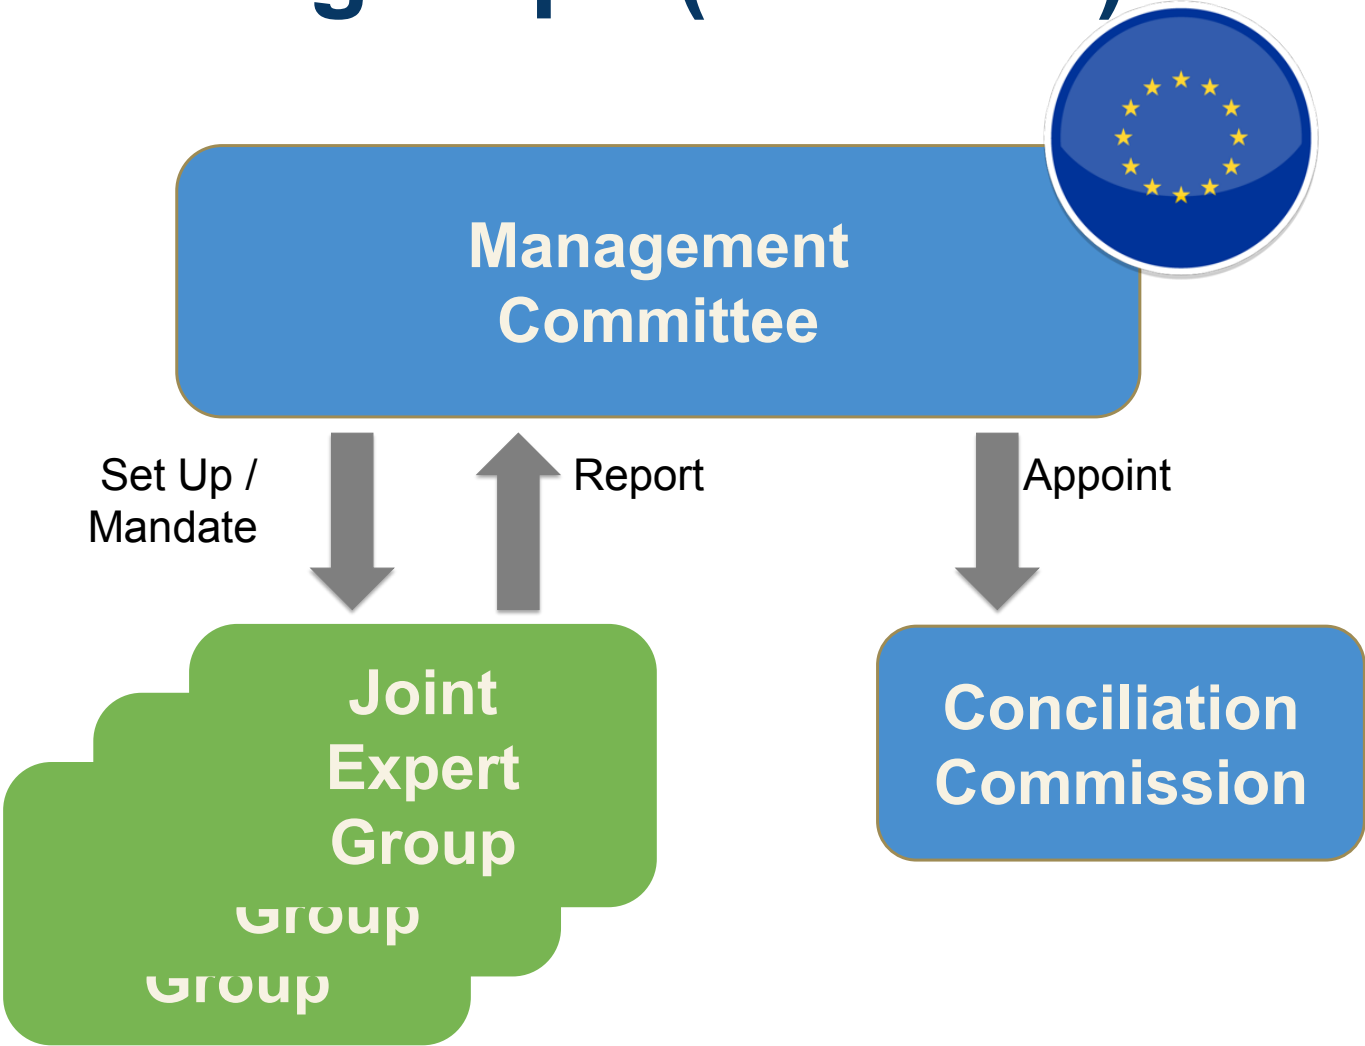 Management
Committee
Set Up /
Mandate
Report
Appoint
Joint
Expert
Group
Group
Group
Conciliation
Commission